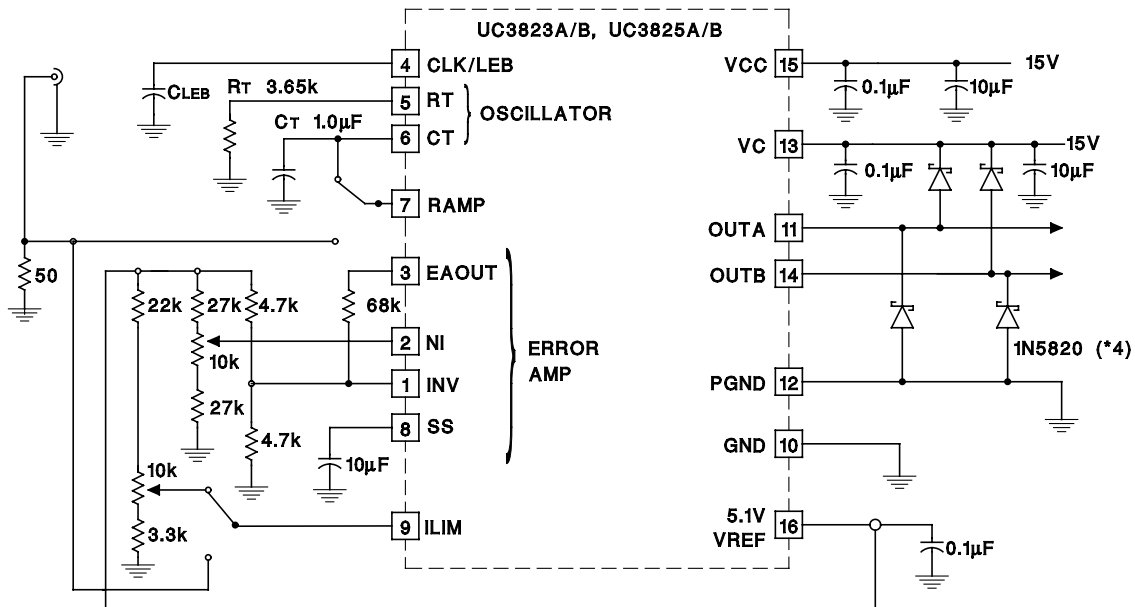 UC3823A/B, UC3825A/B
4 CLK/LEB
CLEB
RT 3.65k
5 RT
OSCILLATOR
CT 1.0µF
6 CT
7 RAMP
50
3 EAOUT
22k
27k
4.7k
68k
2 NI
10k
ERROR
AMP
1 INV
27k
8 SS
4.7k
10µF
10k
3.3k
9 ILIM
VCC 15
15V
0.1µF
10µF
VC 13
15V
0.1µF
10µF
OUTA 11
OUTB 14
1N5820 (*4)
PGND 12
GND 10
5.1V
VREF 16
0.1µF